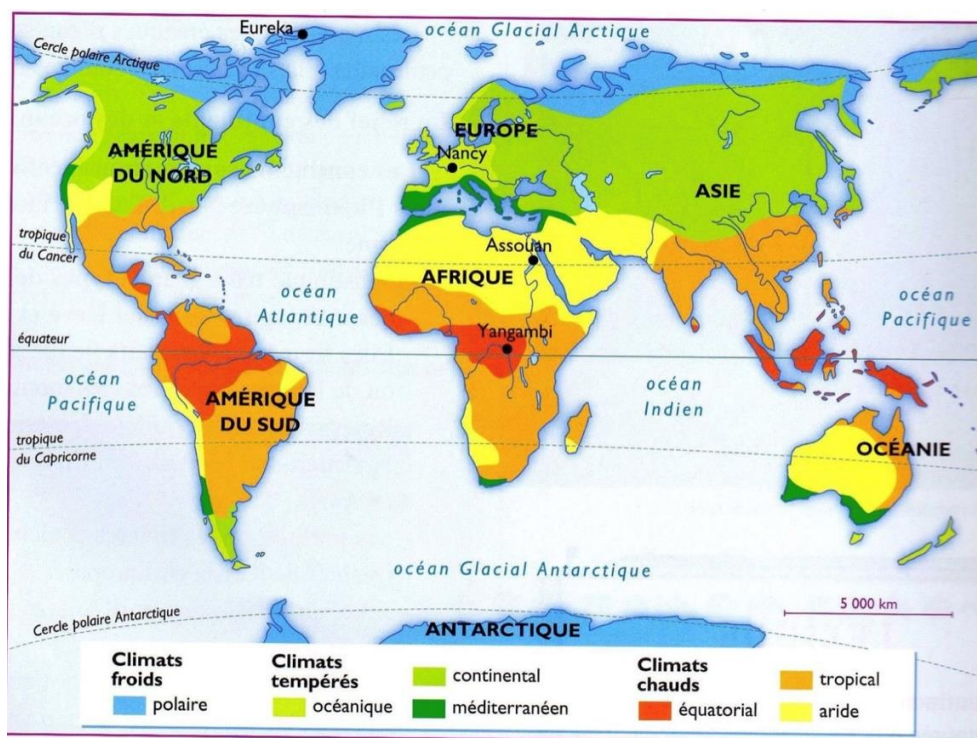 Eureka
océan Glacial Arctique
Cercle polaire Arctique
EUROPE
AMÉRIQUE
DU NORD
Nancy
ASIE
tropique
du Cancer
Assouan
AFRIQUE
océan
Atlantique
océan
Pacifique
Yangambi
équateur
océan
Pacifique
AMÉRIQUE
DU SUD
océan
Indien
tropique
du Capricorne
OCÉANIE
océan Glacial Antarctique
5 000 km
Cercle polaire Antarctique
ANTARCTIQUE
Climats
froids
polaire
Climats
tempérés
océanique
continental
méditerranéen
Climats
chauds
équatorial
tropical
aride